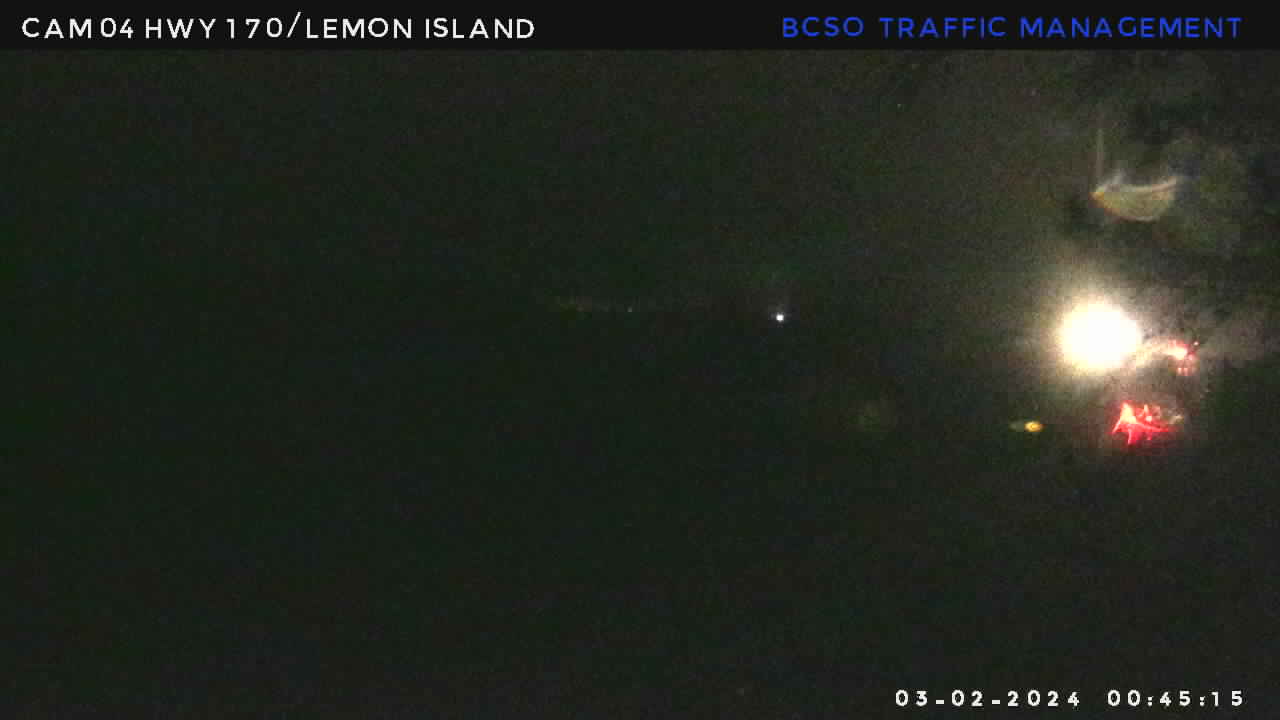 CAM04 HWY 170/LEMON ISLAND
BCSO TRAFFIC MANAGEMENT
03-02-2024 00:45:15